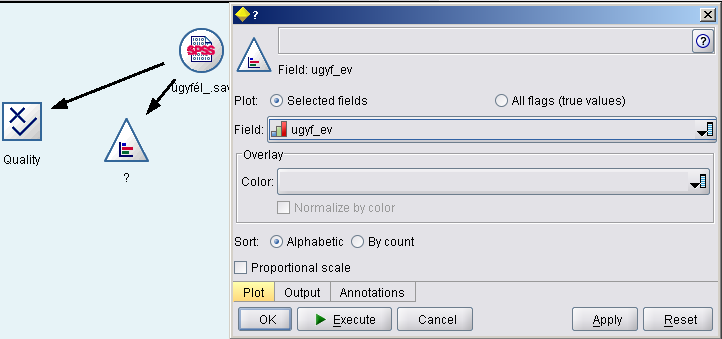 ?
SPSS
ügyfél_.sav
Quality
?
Field: ugyf_ev
Plot: Selected fields All flags (true values)
Field: ugyf_ev
Overlay
Color:
Normalize by color
Sort: Alphabetic By count
Proportional scale
Plot Output Annotations
OK Execute Cancel Apply Reset